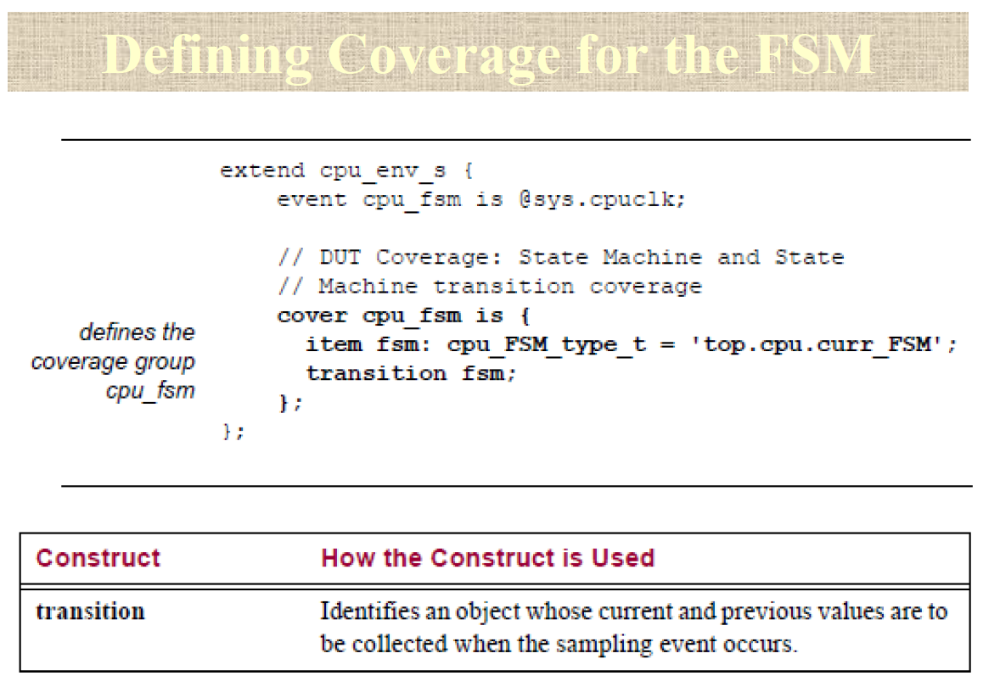 Defining Coverage for the FSM
extend cpu_env_s {
event cpu_fsm is @sys.cpuclk;
// DUT Coverage: State Machine and State
// Machine transition coverage
cover cpu_fsm is {
item fsm: cpu_FSM_type_t = 'top.cpu.curr_FSM';
transition fsm;
};
};
defines the
coverage group
cpu_fsm
Construct How the Construct is Used
transition Identifies an object whose current and previous values are to
be collected when the sampling event occurs.